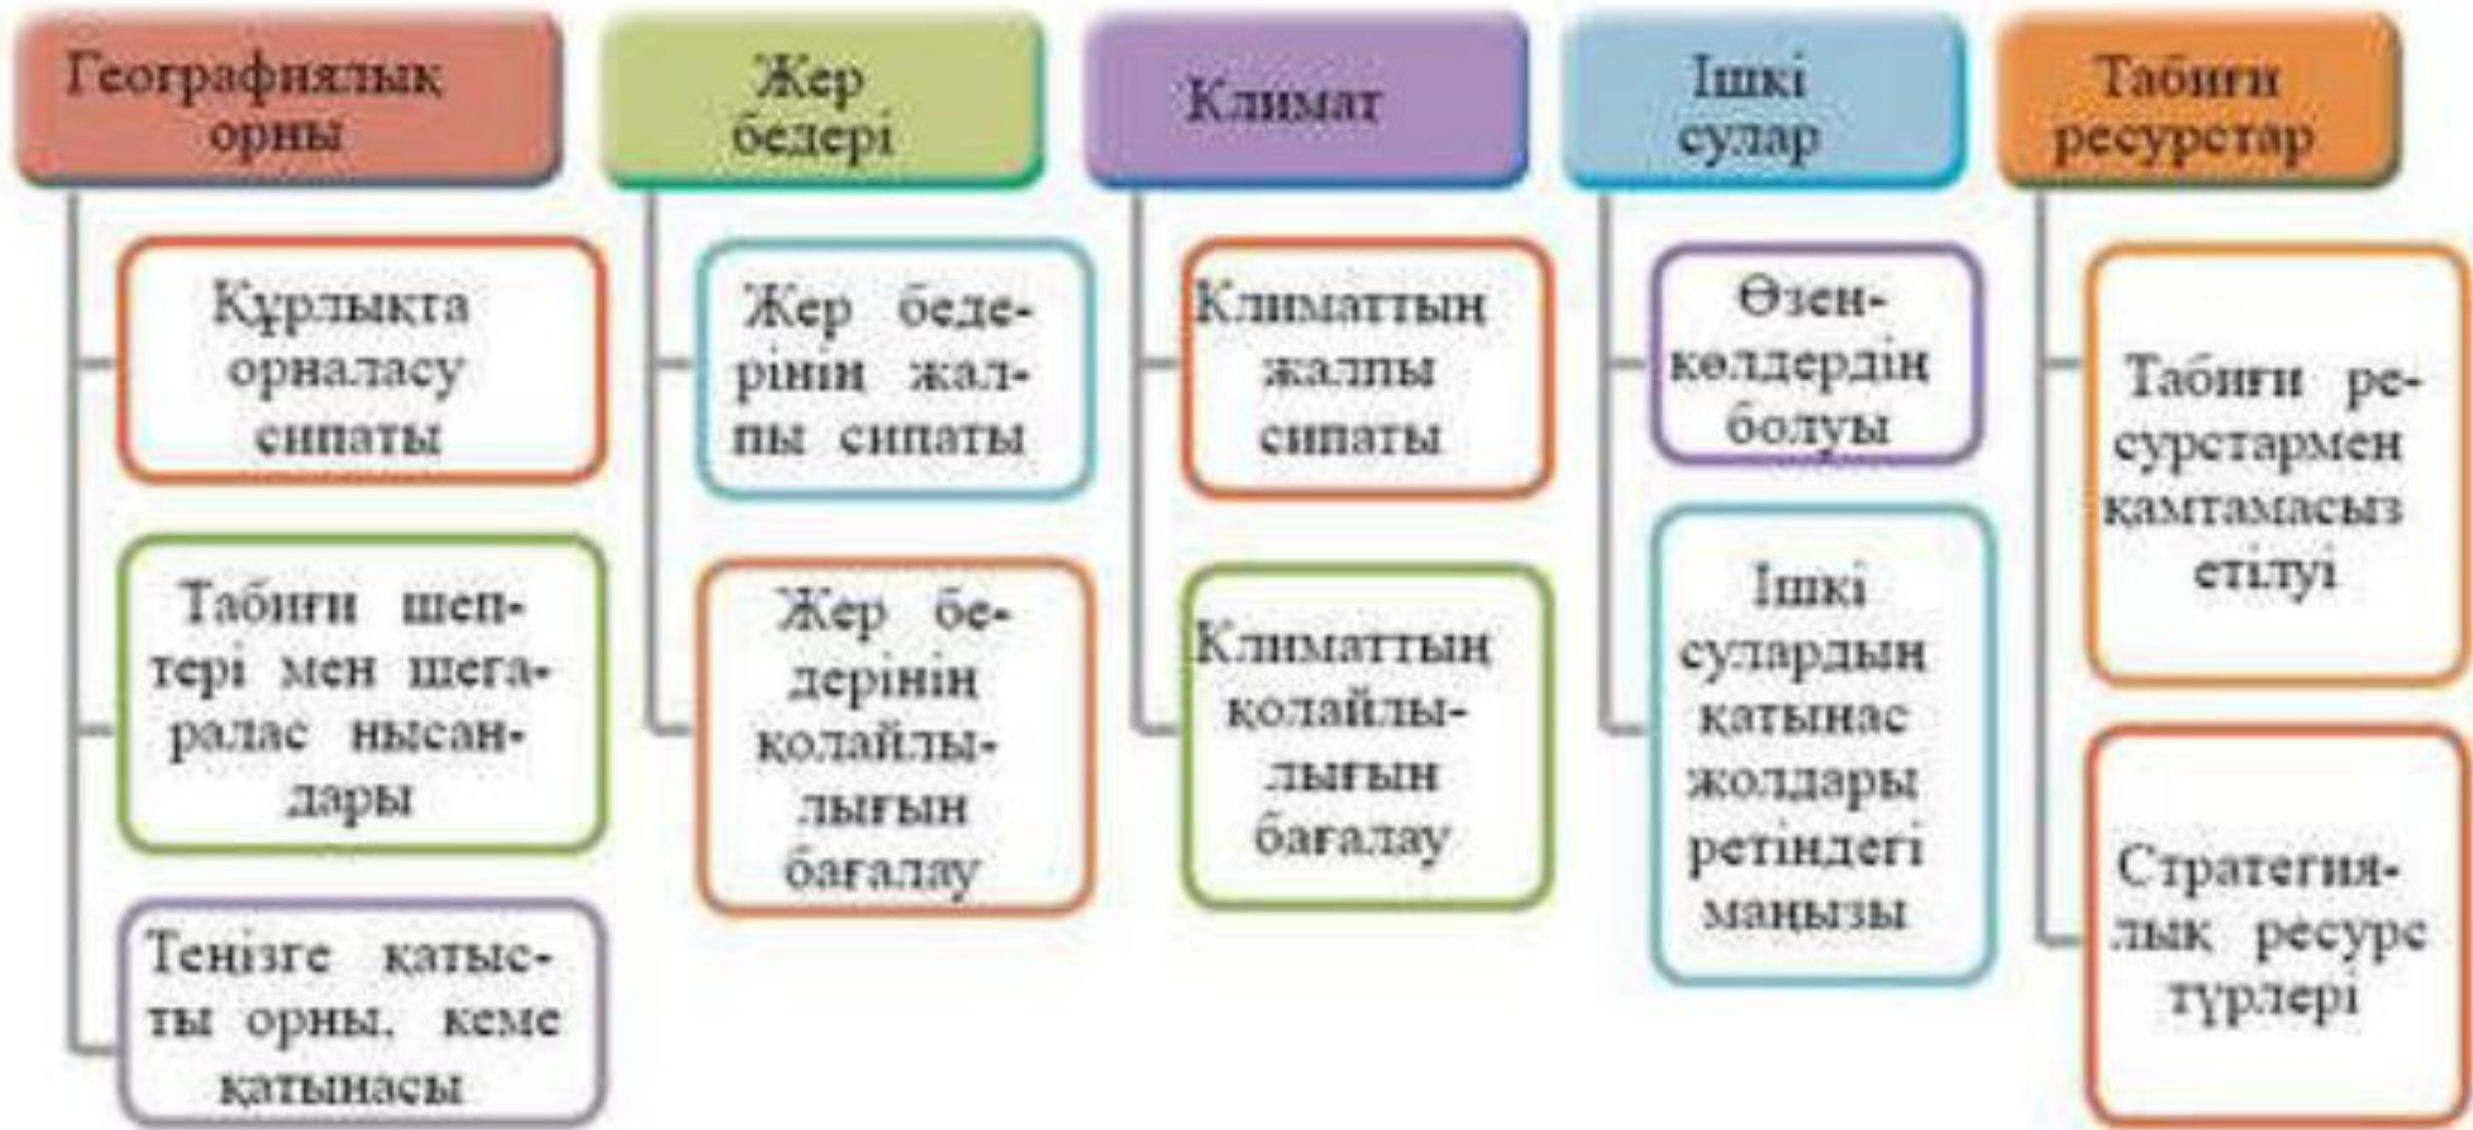 Географиялық
орны
Құрлықта
орналасу
сипаты
Табиғи шеп-
тері мен шега-
ралас нысан-
дары
Теңізге қатыс-
ты орны, кеме
қатынасы
Жер
бедері
Жер беде-
рінің жал-
пы сипаты
Жер бе-
дерінің
қолайлы-
лығын
бағалау
Климат
Климаттың
жалпы
сипаты
Климаттың
қолайлы-
лығын
бағалау
Ішкі
сулар
Өзен-
көлдердің
болуы
Ішкі
сулардың
қатынас
жолдары
ретіндегі
маңызы
Табиғи
ресурстар
Табиғи ре-
сурстармен
қамтамасыз
етілуі
Стратегия-
лық ресурс
түрлері